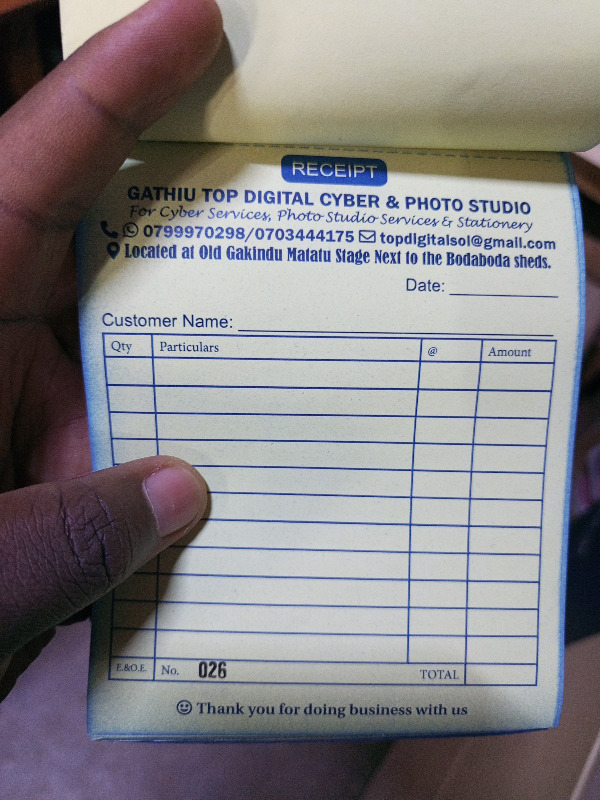 RECEIPT
GATHIU TOP DIGITAL CYBER & PHOTO STUDIO
For Cyber Services, Photo Studio Services & Stationery
0799970298/0703444175 topdigitalsol@gmail.com
Located at Old Gakindu Matatu Stage Next to the Bodaboda sheds.
Date:
Customer Name:
Qty Particulars @ Amount
E.&O.E. No. 026 TOTAL
Thank you for doing business with us